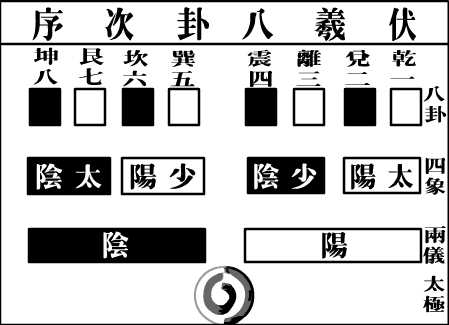 伏羲八卦次序
乾一 兌二 離三 震四 巽五 坎六 艮七 坤八
八卦
太陽 少陰 少陽 太陰
四象
陽 陰
兩儀
太極